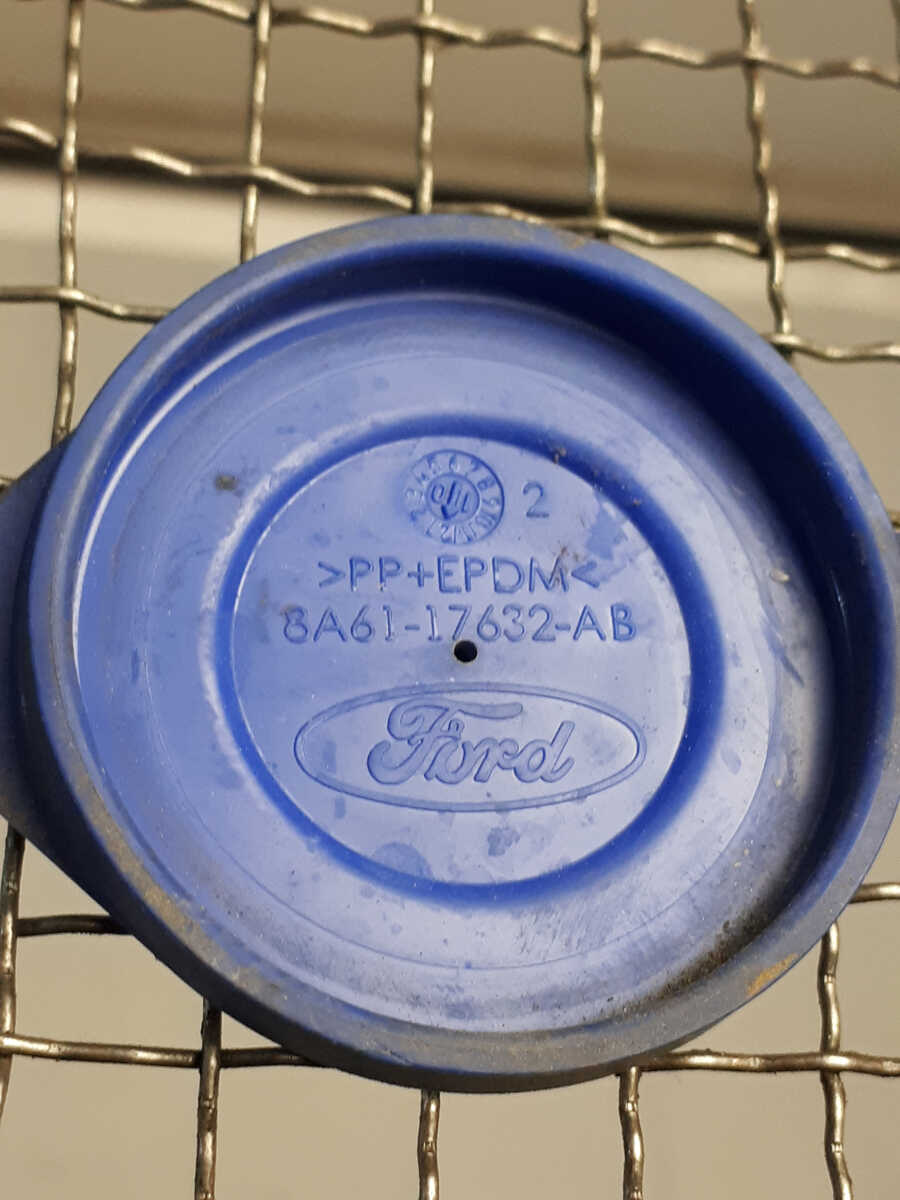 2
>PP+EPDM<
8A61-17632-AB
Ford